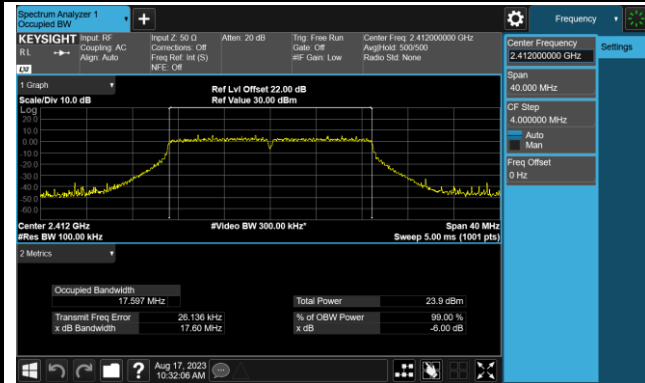 Spectrum Analyzer 1
Occupied BW
+
Frequency
KEYSIGHT
RL
LXI
Input: RF
Coupling: AC
Align: Auto
Input Z: 50 Ω
Corrections: Off
Freq Ref: Int (S)
NFE: Off
Atten: 20 dB
Trig: Free Run
Gate: Off
#IF Gain: Low
Center Freq: 2.412000000 GHz
Avg|Hold: 500/500
Radio Std: None
Center Frequency
2.412000000 GHz
Settings
Span
40.000 MHz
CF Step
4.000000 MHz
Auto
Man
Freq Offset
0 Hz
1 Graph
Scale/Div 10.0 dB
Ref Lvl Offset 22.00 dB
Ref Value 30.00 dBm
Log
20.0
10.0
0.00
-10.0
-20.0
-30.0
-40.0
-50.0
-60.0
Center 2.412 GHz
#Video BW 300.00 kHz*
Span 40 MHz
#Res BW 100.00 kHz
Sweep 5.00 ms (1001 pts)
2 Metrics
Occupied Bandwidth
17.597 MHz
Total Power 23.9 dBm
Transmit Freq Error 26.136 kHz
% of OBW Power 99.00 %
x dB Bandwidth 17.60 MHz
x dB -6.00 dB
?
Aug 17, 2023
10:32:06 AM